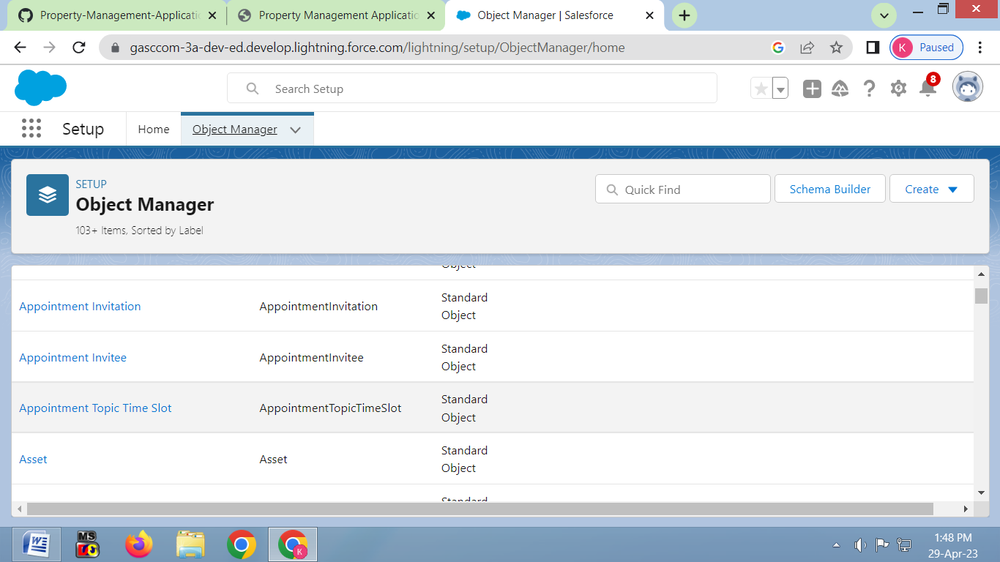 Property-Management-Applicatio
Property Management Applicatio
Object Manager | Salesforce
gasccom-3a-dev-ed.develop.lightning.force.com/lightning/setup/ObjectManager/home
K Paused
Search Setup
8
Setup
Home
Object Manager
SETUP
Object Manager
103+ Items, Sorted by Label
Quick Find
Schema Builder
Create
Object
Appointment Invitation AppointmentInvitation Standard
Object
Appointment Invitee AppointmentInvitee Standard
Object
Appointment Topic Time Slot AppointmentTopicTimeSlot Standard
Object
Asset Asset Standard
Object
Standard
W
MS
K
1:48 PM
29-Apr-23